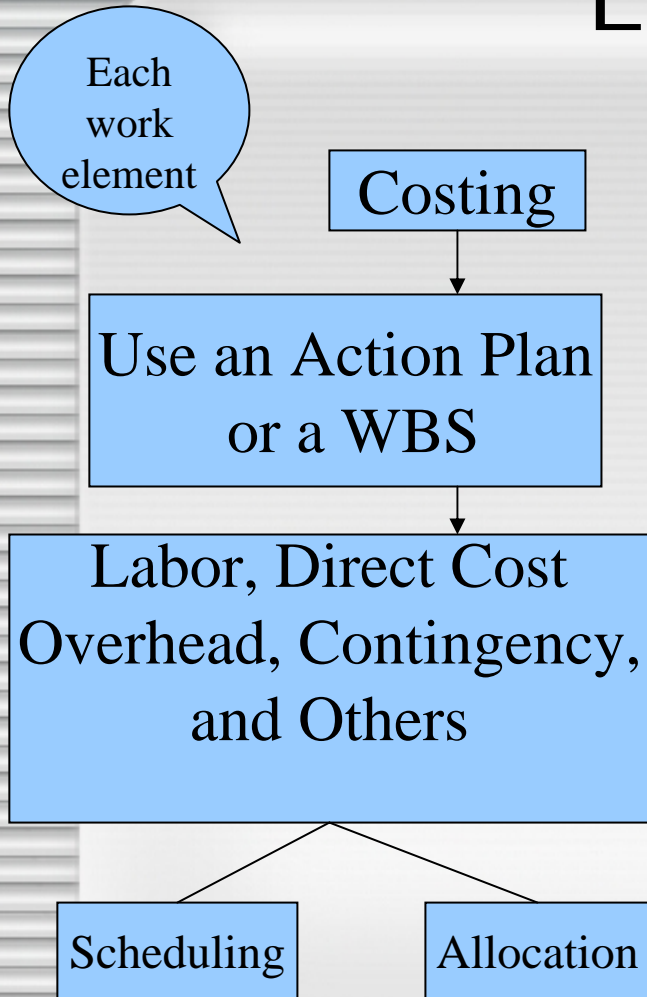 Each
work
element
Costing
Use an Action Plan
or a WBS
Labor, Direct Cost
Overhead, Contingency,
and Others
Scheduling
Allocation